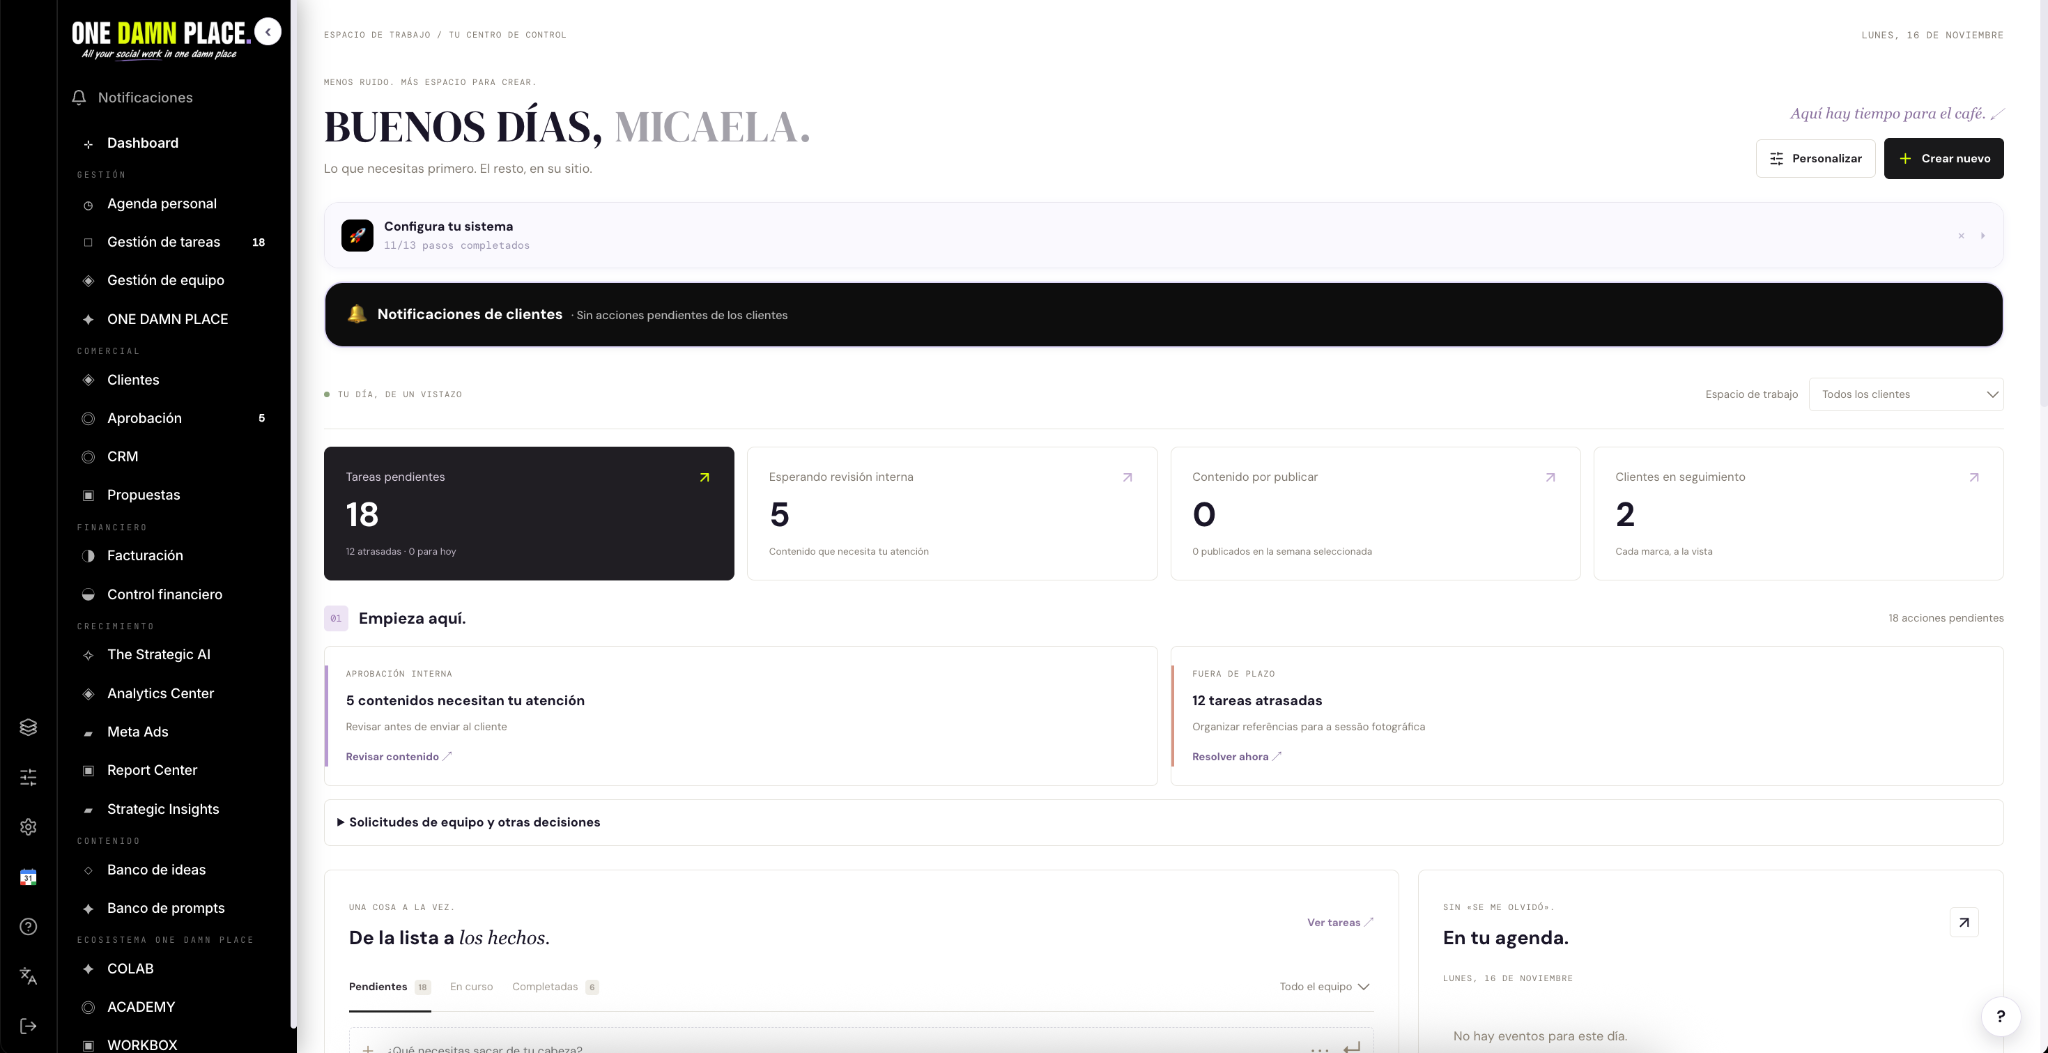 ONE DAMN PLACE.
All your social work in one damn place
Notificaciones
Dashboard
GESTIÓN
Agenda personal
Gestión de tareas 18
Gestión de equipo
ONE DAMN PLACE
COMERCIAL
Clientes
Aprobación 5
CRM
Propuestas
FINANCIERO
Facturación
Control financiero
CRECIMIENTO
The Strategic AI
Analytics Center
Meta Ads
Report Center
Strategic Insights
CONTENIDO
Banco de ideas
Banco de prompts
ECOSISTEMA ONE DAMN PLACE
COLAB
ACADEMY
WORKBOX
31
ESPACIO DE TRABAJO / TU CENTRO DE CONTROL
LUNES, 16 DE NOVIEMBRE
MENOS RUIDO. MÁS ESPACIO PARA CREAR.
BUENOS DÍAS, MICAELA.
Lo que necesitas primero. El resto, en su sitio.
Aquí hay tiempo para el café.
Personalizar
+ Crear nuevo
Configura tu sistema
11/13 pasos completados
Notificaciones de clientes · Sin acciones pendientes de los clientes
TU DÍA, DE UN VISTAZO
Espacio de trabajo Todos los clientes
Tareas pendientes
18
12 atrasadas · 0 para hoy
Esperando revisión interna
5
Contenido que necesita tu atención
Contenido por publicar
0
0 publicados en la semana seleccionada
Clientes en seguimiento
2
Cada marca, a la vista
01 Empieza aquí.
18 acciones pendientes
APROBACIÓN INTERNA
5 contenidos necesitan tu atención
Revisar antes de enviar al cliente
Revisar contenido
FUERA DE PLAZO
12 tareas atrasadas
Organizar referências para a sessão fotográfica
Resolver ahora
Solicitudes de equipo y otras decisiones
UNA COSA A LA VEZ.
De la lista a los hechos.
Ver tareas
Pendientes 18 En curso Completadas 6
Todo el equipo
+ ¿Qué necesitas sacar de tu cabeza? ...
SIN «SE ME OLVIDÓ».
En tu agenda.
LUNES, 16 DE NOVIEMBRE
No hay eventos para este día.
?